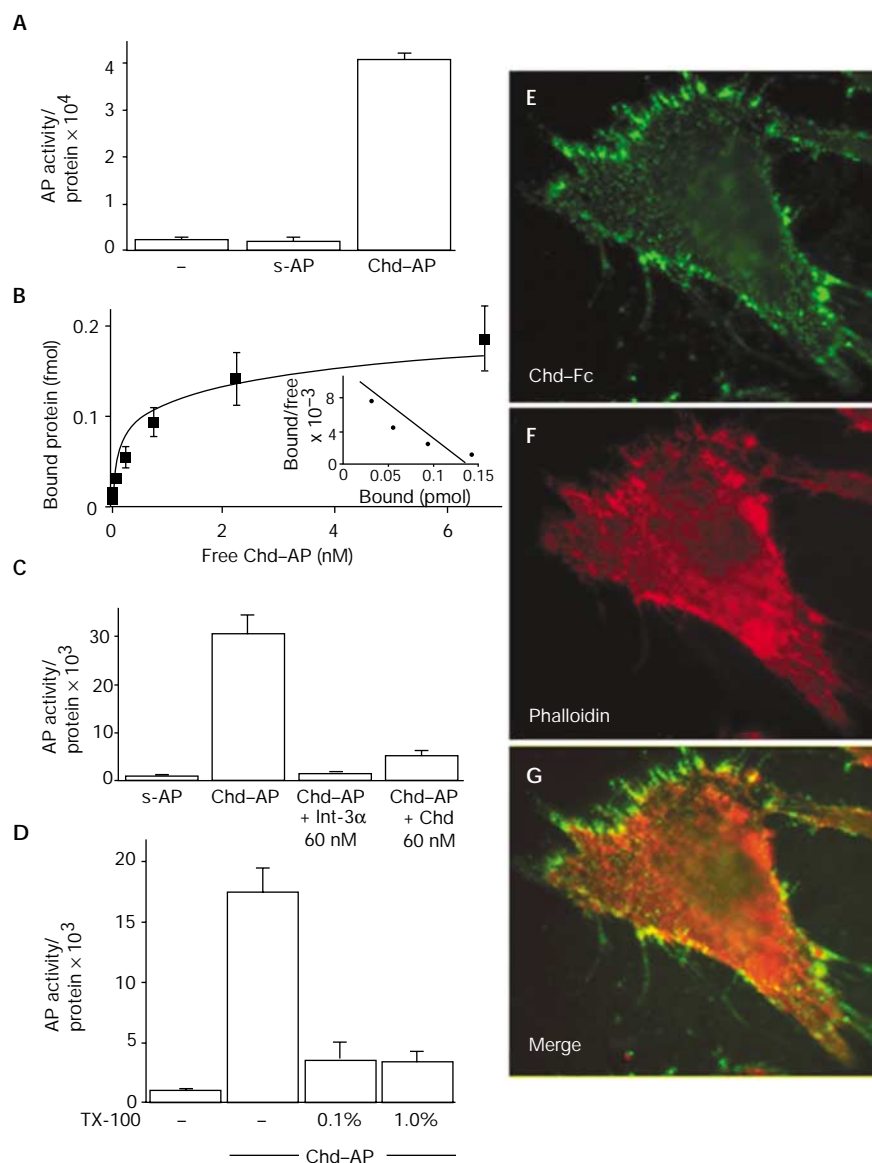 A
AP activity/
protein × 10⁴
4
3
2
1
0
–
s-AP
Chd–AP
B
Bound protein (fmol)
0.2
0.1
0
0
2
4
6
Free Chd–AP (nM)
Bound/free
x 10⁻³
8
4
0
0
0.05
0.1
0.15
Bound (pmol)
C
AP activity/
protein × 10³
30
20
10
0
s-AP
Chd–AP
Chd–AP
+ Int-3α
60 nM
Chd–AP
+ Chd
60 nM
D
AP activity/
protein × 10³
20
15
10
5
0
TX-100
–
–
0.1%
1.0%
Chd–AP
E
Chd–Fc
F
Phalloidin
G
Merge